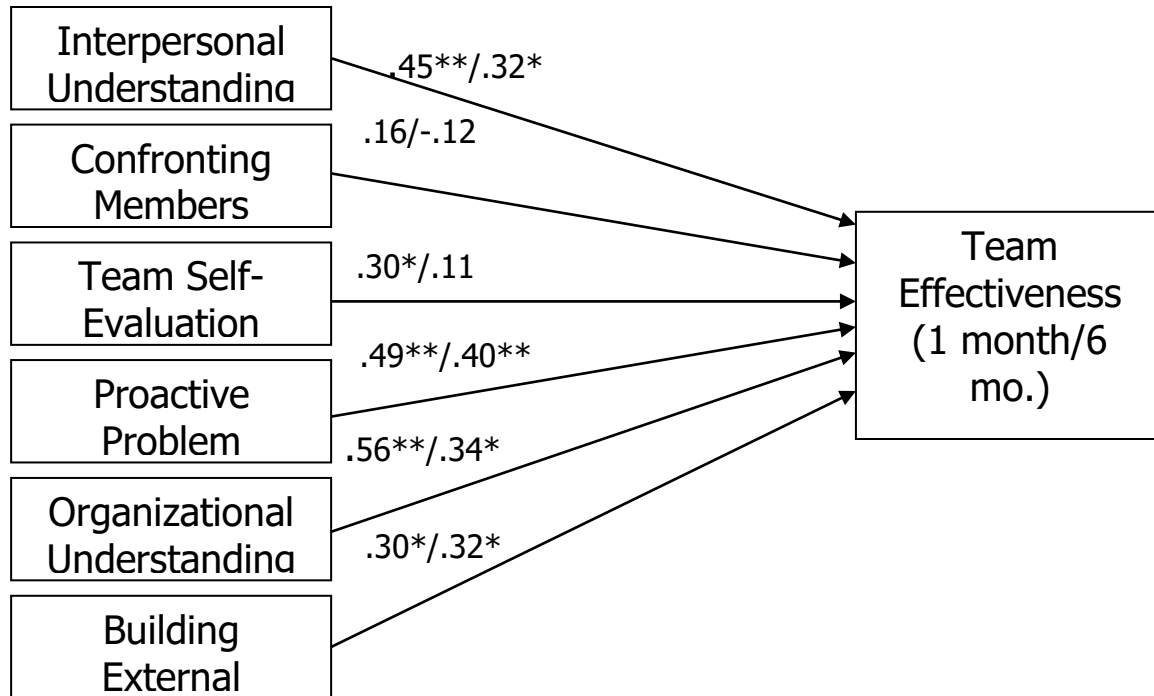 Interpersonal
Understanding
.45**/.32*
Confronting
Members
.16/-.12
Team Self-
Evaluation
.30*/.11
Proactive
Problem
.49**/.40**
Organizational
Understanding
.56**/.34*
Building
External
.30*/.32*
Team
Effectiveness
(1 month/6
mo.)